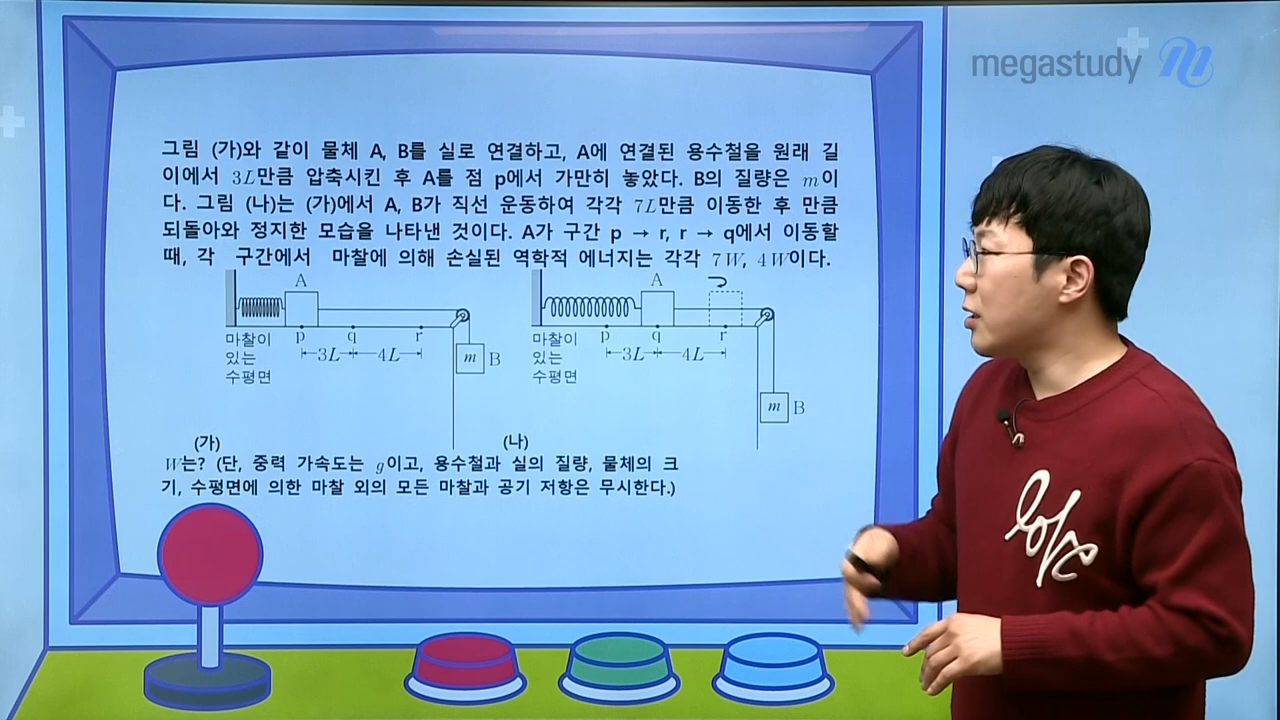 megastudy
그림 (가)와 같이 물체 A, B를 실로 연결하고, A에 연결된 용수철을 원래 길
이에서 3L만큼 압축시킨 후 A를 점 p에서 가만히 놓았다. B의 질량은 m이
다. 그림 (나)는 (가)에서 A, B가 직선 운동하여 각각 7L만큼 이동한 후 만큼
되돌아와 정지한 모습을 나타낸 것이다. A가 구간 p → r, r → q에서 이동할
때, 각 구간에서 마찰에 의해 손실된 역학적 에너지는 각각 7W, 4W이다.
A A
p q r p q r
마찰이 3L 4L m B 마찰이 3L 4L
있는 있는
수평면 수평면
m B
(가) (나)
W는? (단, 중력 가속도는 g이고, 용수철과 실의 질량, 물체의 크
기, 수평면에 의한 마찰 외의 모든 마찰과 공기 저항은 무시한다.)